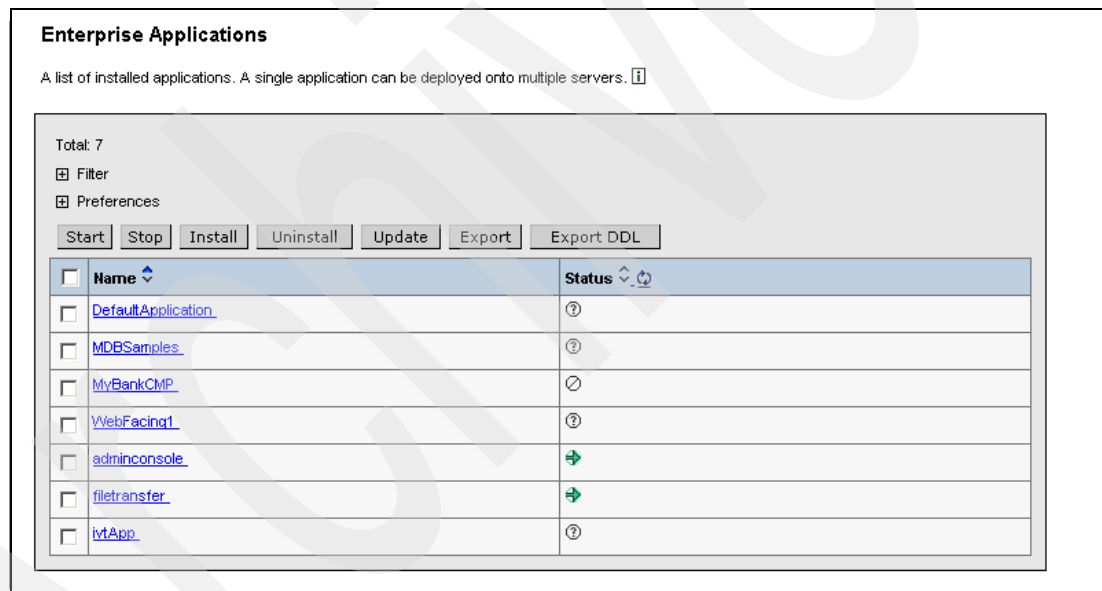 Enterprise Applications
A list of installed applications. A single application can be deployed onto multiple servers. i
Total: 7
Filter
Preferences
Start Stop Install Uninstall Update Export Export DDL
Name Status
DefaultApplication ?
MDBSamples ?
MyBankCMP
WebFacing1 ?
adminconsole
filetransfer
ivtApp ?